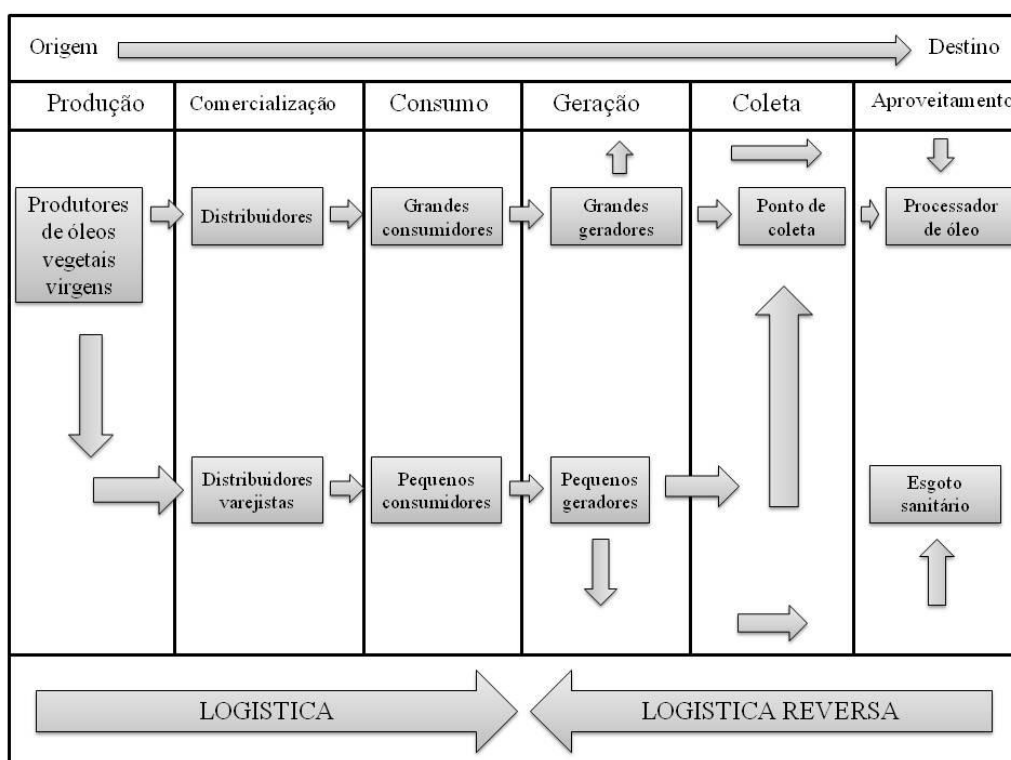 Origem
Destino
Produção
Comercialização
Consumo
Geração
Coleta
Aproveitamento
Produtores
de óleos
vegetais
virgens
Distribuidores
Grandes
consumidores
Grandes
geradores
Ponto de
coleta
Processador
de óleo
Distribuidores
varejistas
Pequenos
consumidores
Pequenos
geradores
Esgoto
sanitário
LOGISTICA
LOGISTICA REVERSA